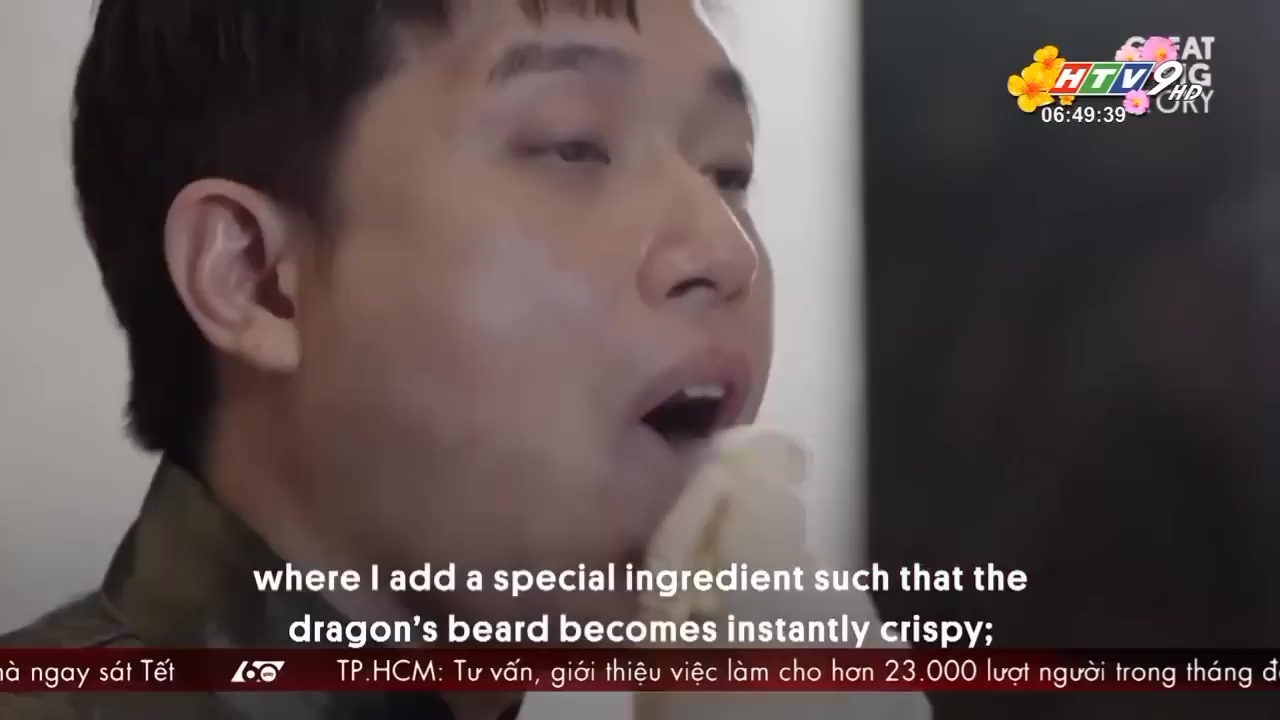 HTV9
HD
06:49:39
where I add a special ingredient such that the
dragon's beard becomes instantly crispy;
ngay sát Tết
TP.HCM: Tư vấn, giới thiệu việc làm cho hơn 23.000 lượt người trong tháng